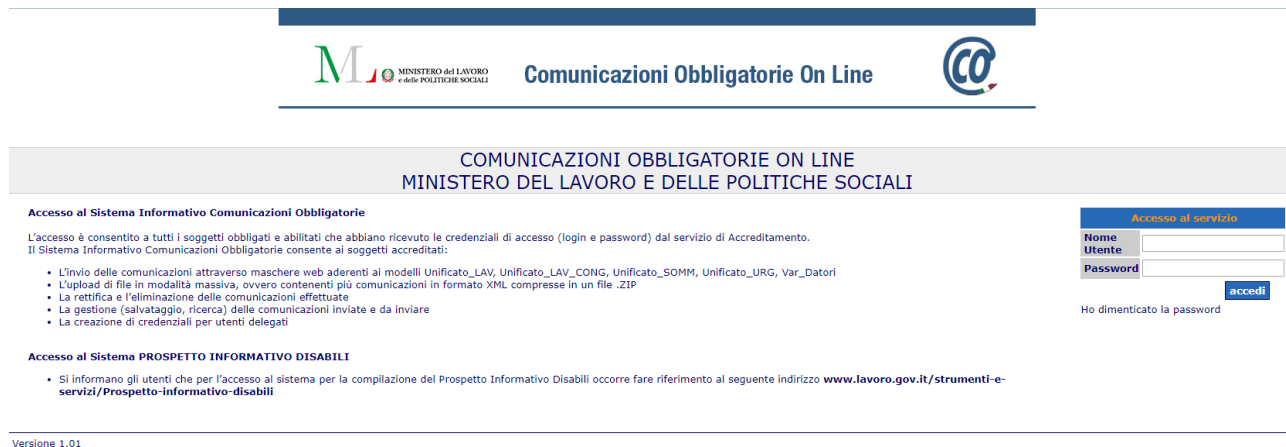 MINISTERO del LAVORO
e delle POLITICHE SOCIALI
Comunicazioni Obbligatorie On Line
COMUNICAZIONI OBBLIGATORIE ON LINE
MINISTERO DEL LAVORO E DELLE POLITICHE SOCIALI
Accesso al Sistema Informativo Comunicazioni Obbligatorie
L'accesso è consentito a tutti i soggetti obbligati e abilitati che abbiano ricevuto le credenziali di accesso (login e password) dal servizio di Accreditamento.
Il Sistema Informativo Comunicazioni Obbligatorie consente ai soggetti accreditati:
• L'invio delle comunicazioni attraverso maschere web aderenti ai modelli Unificato_LAV, Unificato_LAV_CONG, Unificato_SOMM, Unificato_URG, Var_Datori
• L'upload di file in modalità massiva, ovvero contenenti più comunicazioni in formato XML compresse in un file .ZIP
• La rettifica e l'eliminazione delle comunicazioni effettuate
• La gestione (salvataggio, ricerca) delle comunicazioni inviate e da inviare
• La creazione di credenziali per utenti delegati
Accesso al Sistema PROSPETTO INFORMATIVO DISABILI
• Si informano gli utenti che per l'accesso al sistema per la compilazione del Prospetto Informativo Disabili occorre fare riferimento al seguente indirizzo www.lavoro.gov.it/strumenti-e-
servizi/Prospetto-informativo-disabili
Accesso al servizio
Nome
Utente
Password
accedi
Ho dimenticato la password
Versione 1.01